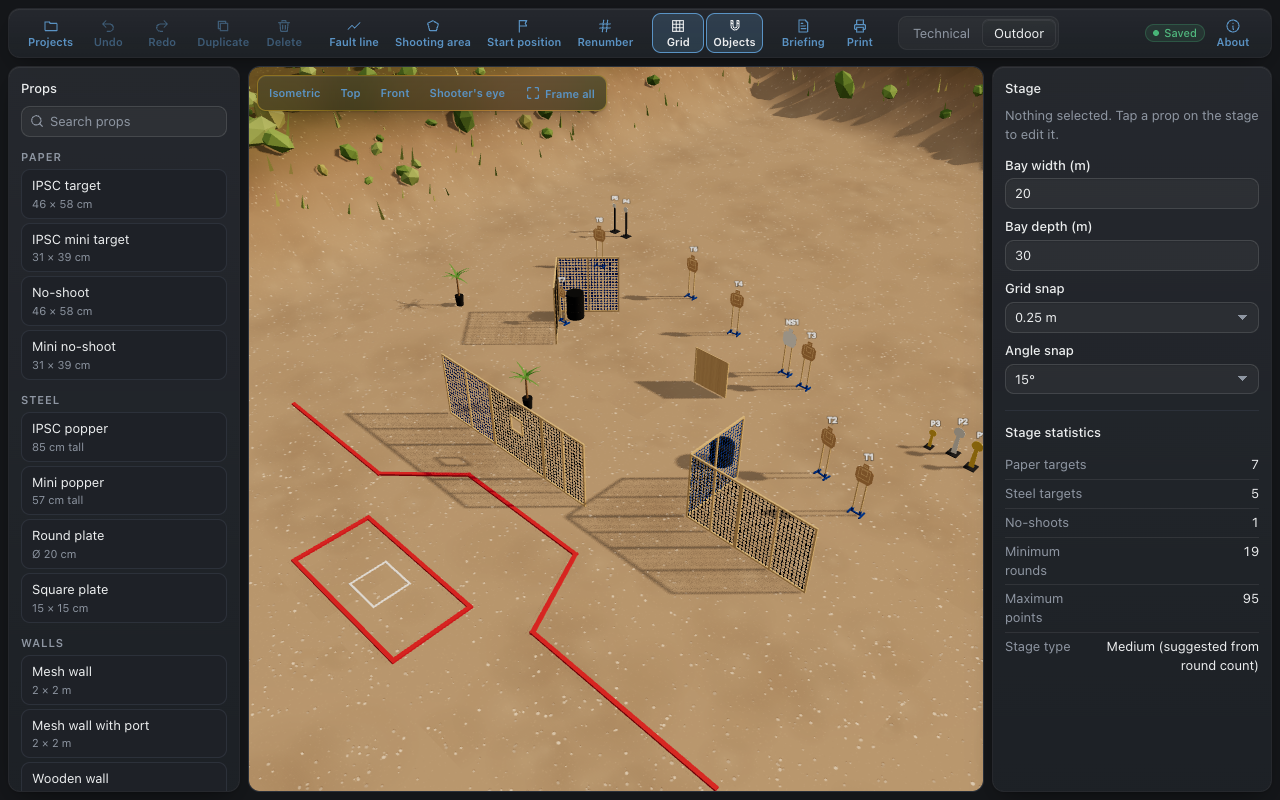 Projects
Undo
Redo
Duplicate
Delete
Fault line
Shooting area
Start position
Renumber
Grid
Objects
Briefing
Print
Technical
Outdoor
Saved
About
Props
Search props
PAPER
IPSC target
46 × 58 cm
IPSC mini target
31 × 39 cm
No-shoot
46 × 58 cm
Mini no-shoot
31 × 39 cm
STEEL
IPSC popper
85 cm tall
Mini popper
57 cm tall
Round plate
Ø 20 cm
Square plate
15 × 15 cm
WALLS
Mesh wall
2 × 2 m
Mesh wall with port
2 × 2 m
Wooden wall
Isometric
Top
Front
Shooter's eye
Frame all
T5
T4
NS1
T3
T2
T1
P3
P2
Stage
Nothing selected. Tap a prop on the stage
to edit it.
Bay width (m)
20
Bay depth (m)
30
Grid snap
0.25 m
Angle snap
15°
Stage statistics
Paper targets 7
Steel targets 5
No-shoots 1
Minimum 19
rounds
Maximum 95
points
Stage type Medium (suggested from
round count)